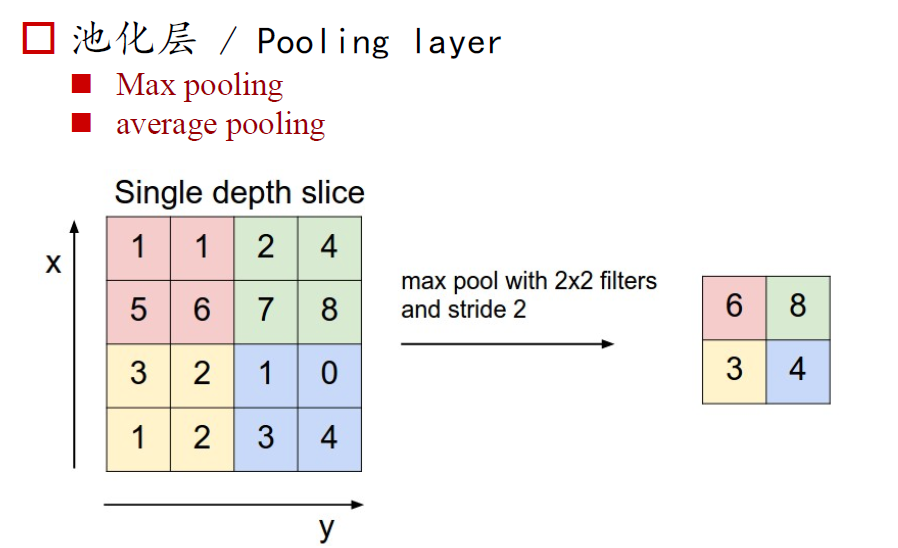 池化层 / Pooling layer
Max pooling
average pooling
Single depth slice
x
1 1 2 4
5 6 7 8
3 2 1 0
1 2 3 4
y
max pool with 2x2 filters
and stride 2
6 8
3 4